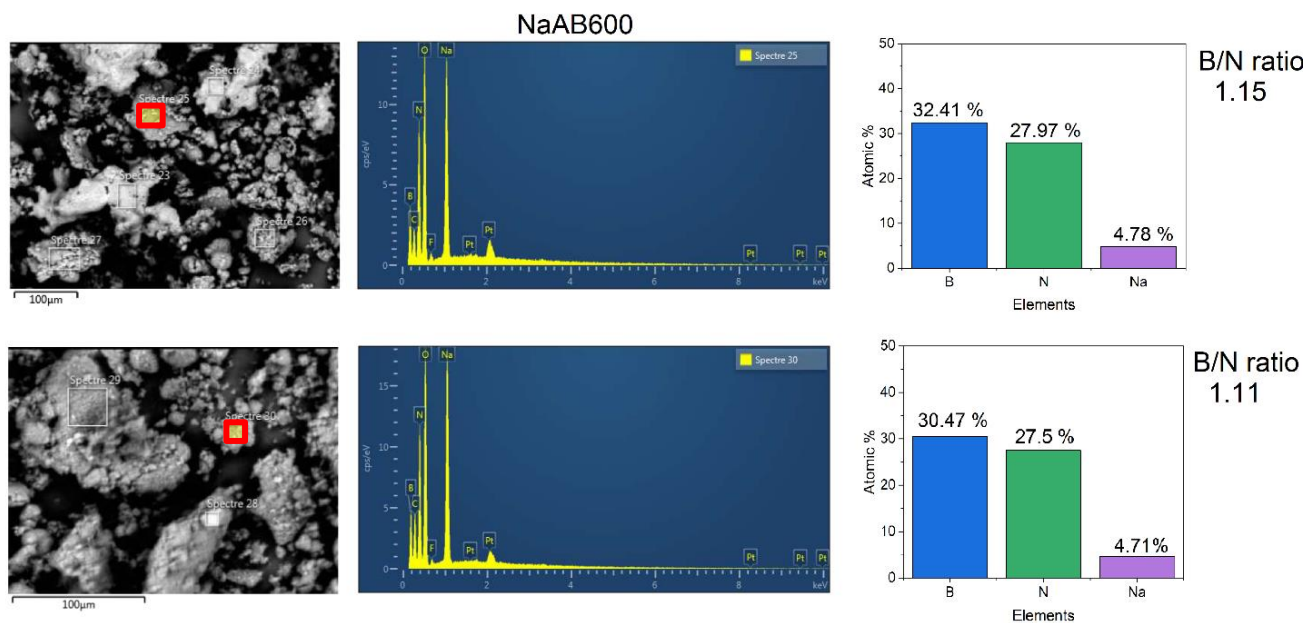 NaAB600
Spectre 25
Spectre 23
Spectre 26
Spectre 27
100μm
O
Na
N
B
C
F
Pt
Pt
Pt
Pt
Pt
Spectre 25
10
5
0
cps/eV
0
2
4
6
8
keV
50
40
30
20
10
0
Atomic %
32.41 %
27.97 %
4.78 %
B
N
Na
Elements
B/N ratio
1.15
Spectre 29
Spectre 30
Spectre 28
100μm
O
Na
N
B
C
F
Pt
Pt
Pt
Pt
Pt
Spectre 30
15
10
5
0
cps/eV
0
2
4
6
8
keV
50
40
30
20
10
0
Atomic %
30.47 %
27.5 %
4.71%
B
N
Na
Elements
B/N ratio
1.11